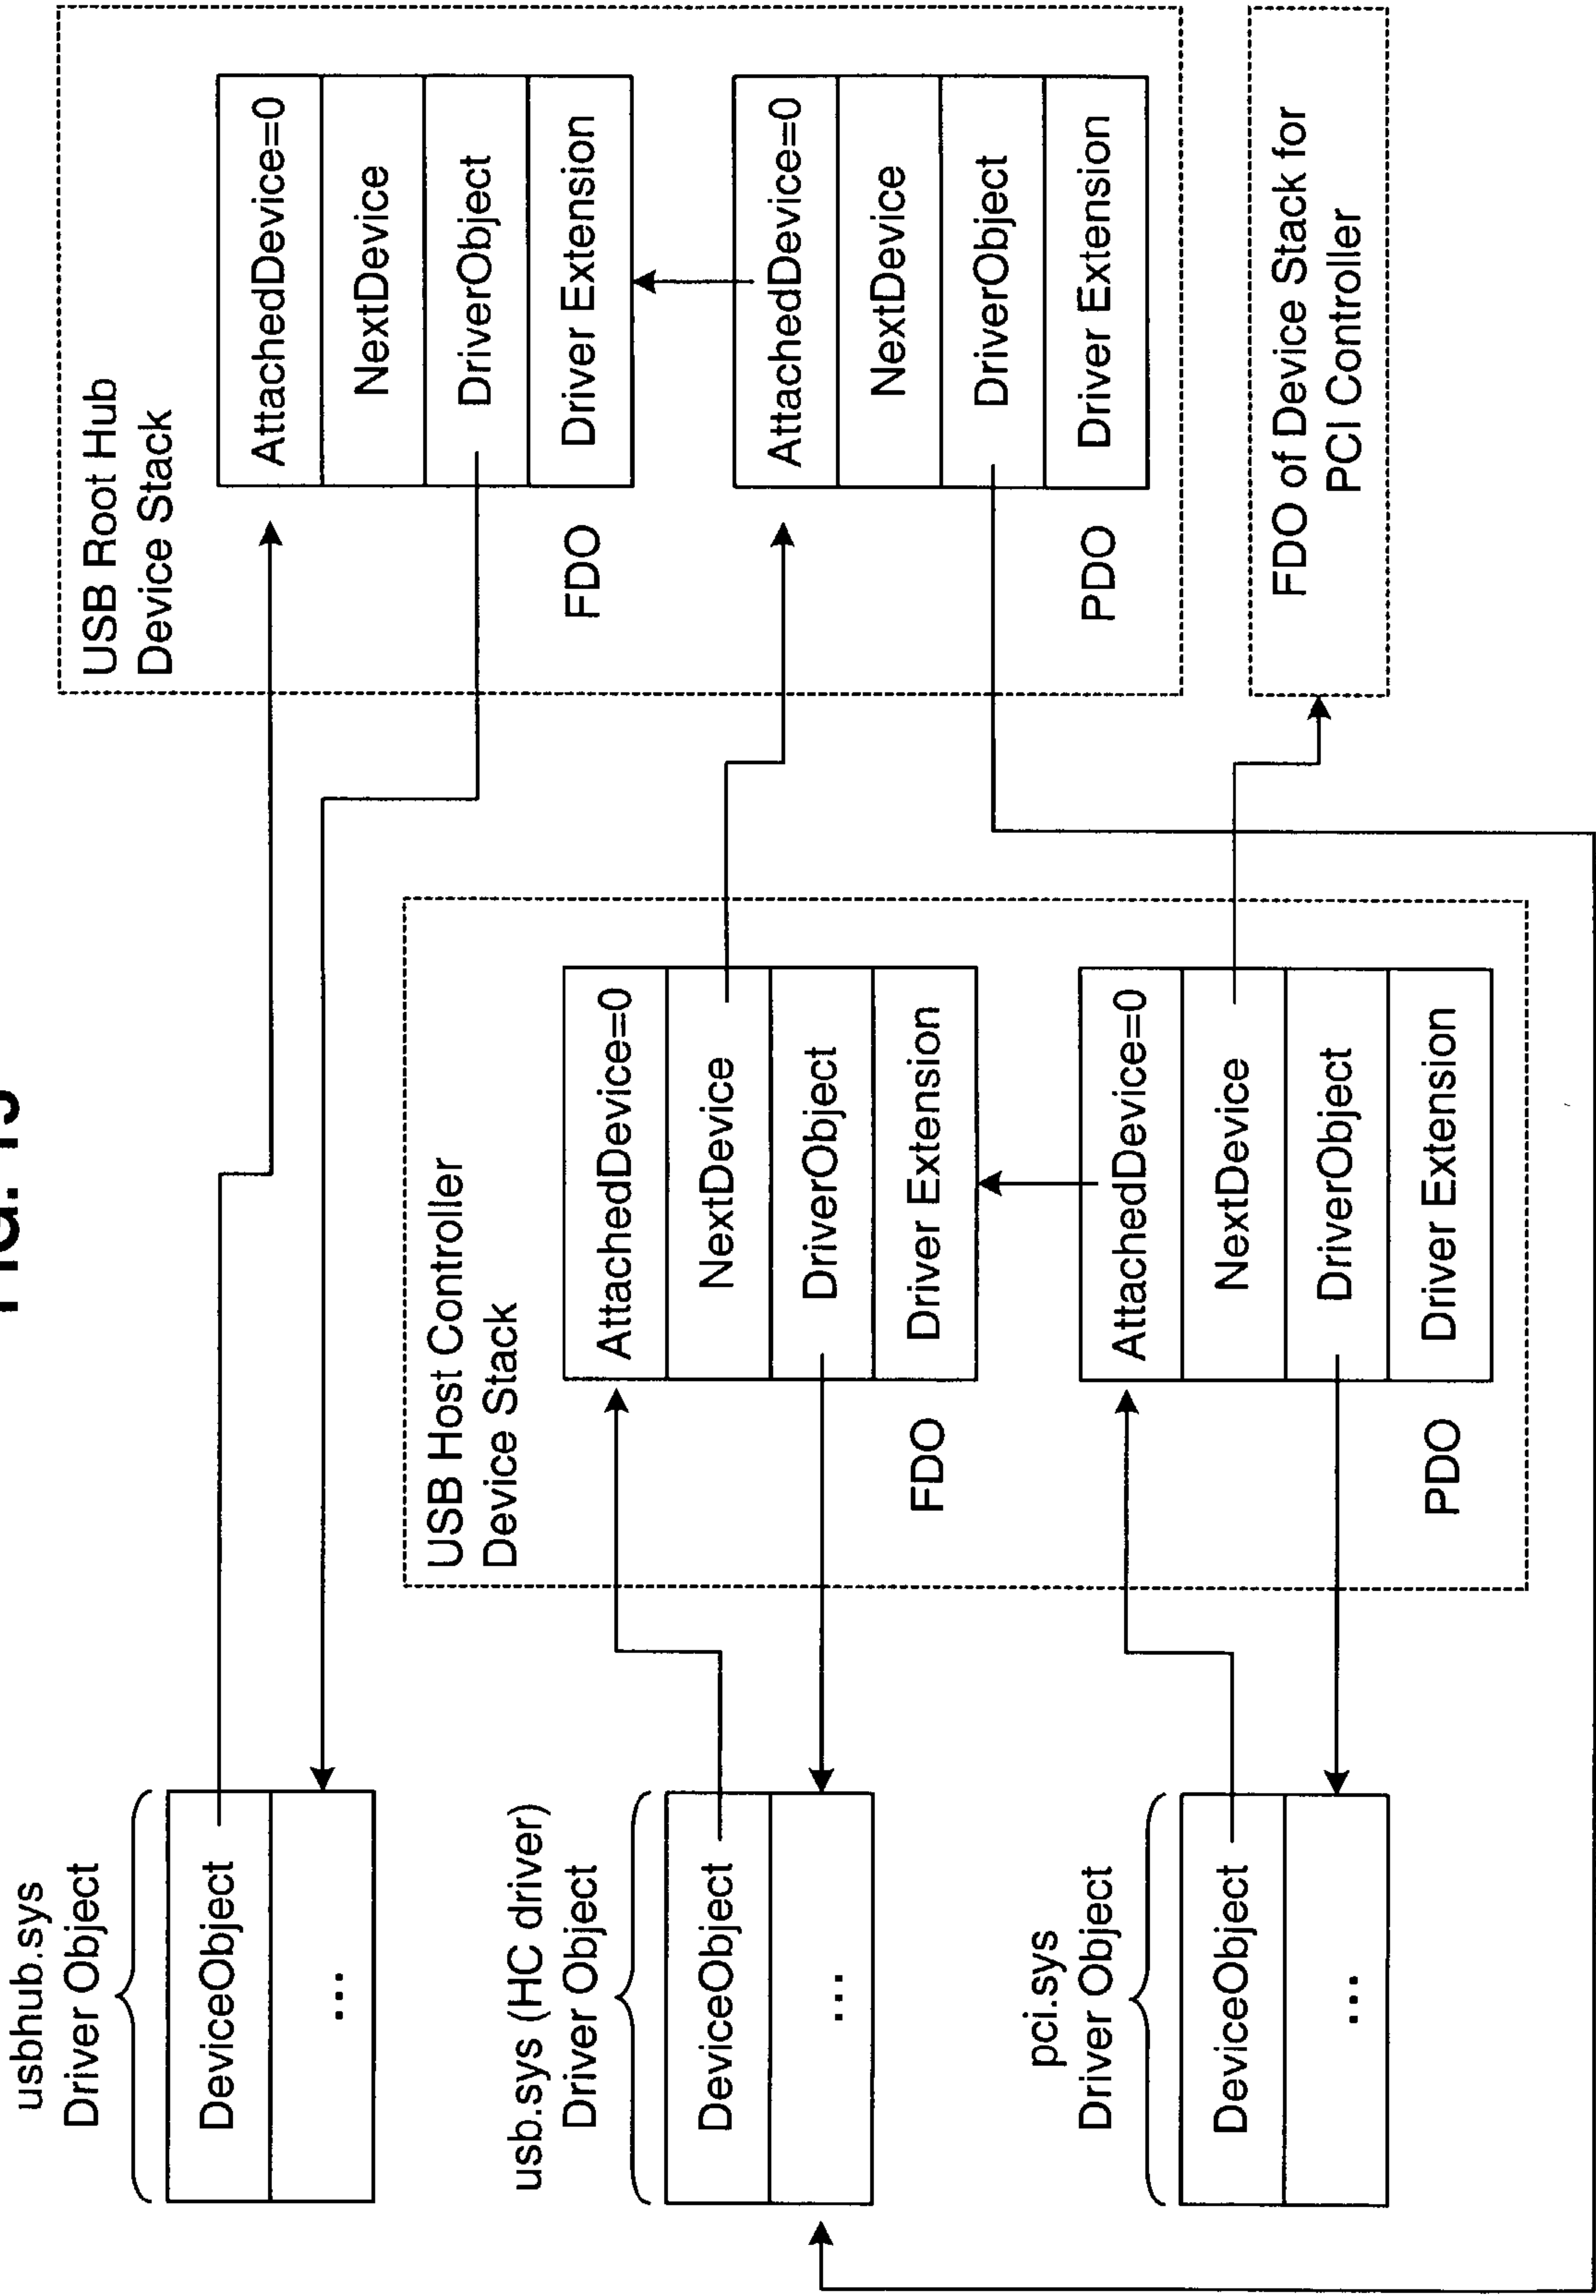 FIG.
usbhub.sys
Driver Object
DeviceObject
...
usb.sys (HC driver)
Driver Object
DeviceObject
...
pci.sys
Driver Object
DeviceObject
...
USB Host Controller
Device Stack
AttachedDevice=0
NextDevice
DriverObject
Driver Extension
FDO
AttachedDevice=0
NextDevice
DriverObject
Driver Extension
PDO
USB Root Hub
Device Stack
AttachedDevice=0
NextDevice
DriverObject
Driver Extension
FDO
AttachedDevice=0
NextDevice
DriverObject
Driver Extension
PDO
FDO of Device Stack for
PCI Controller